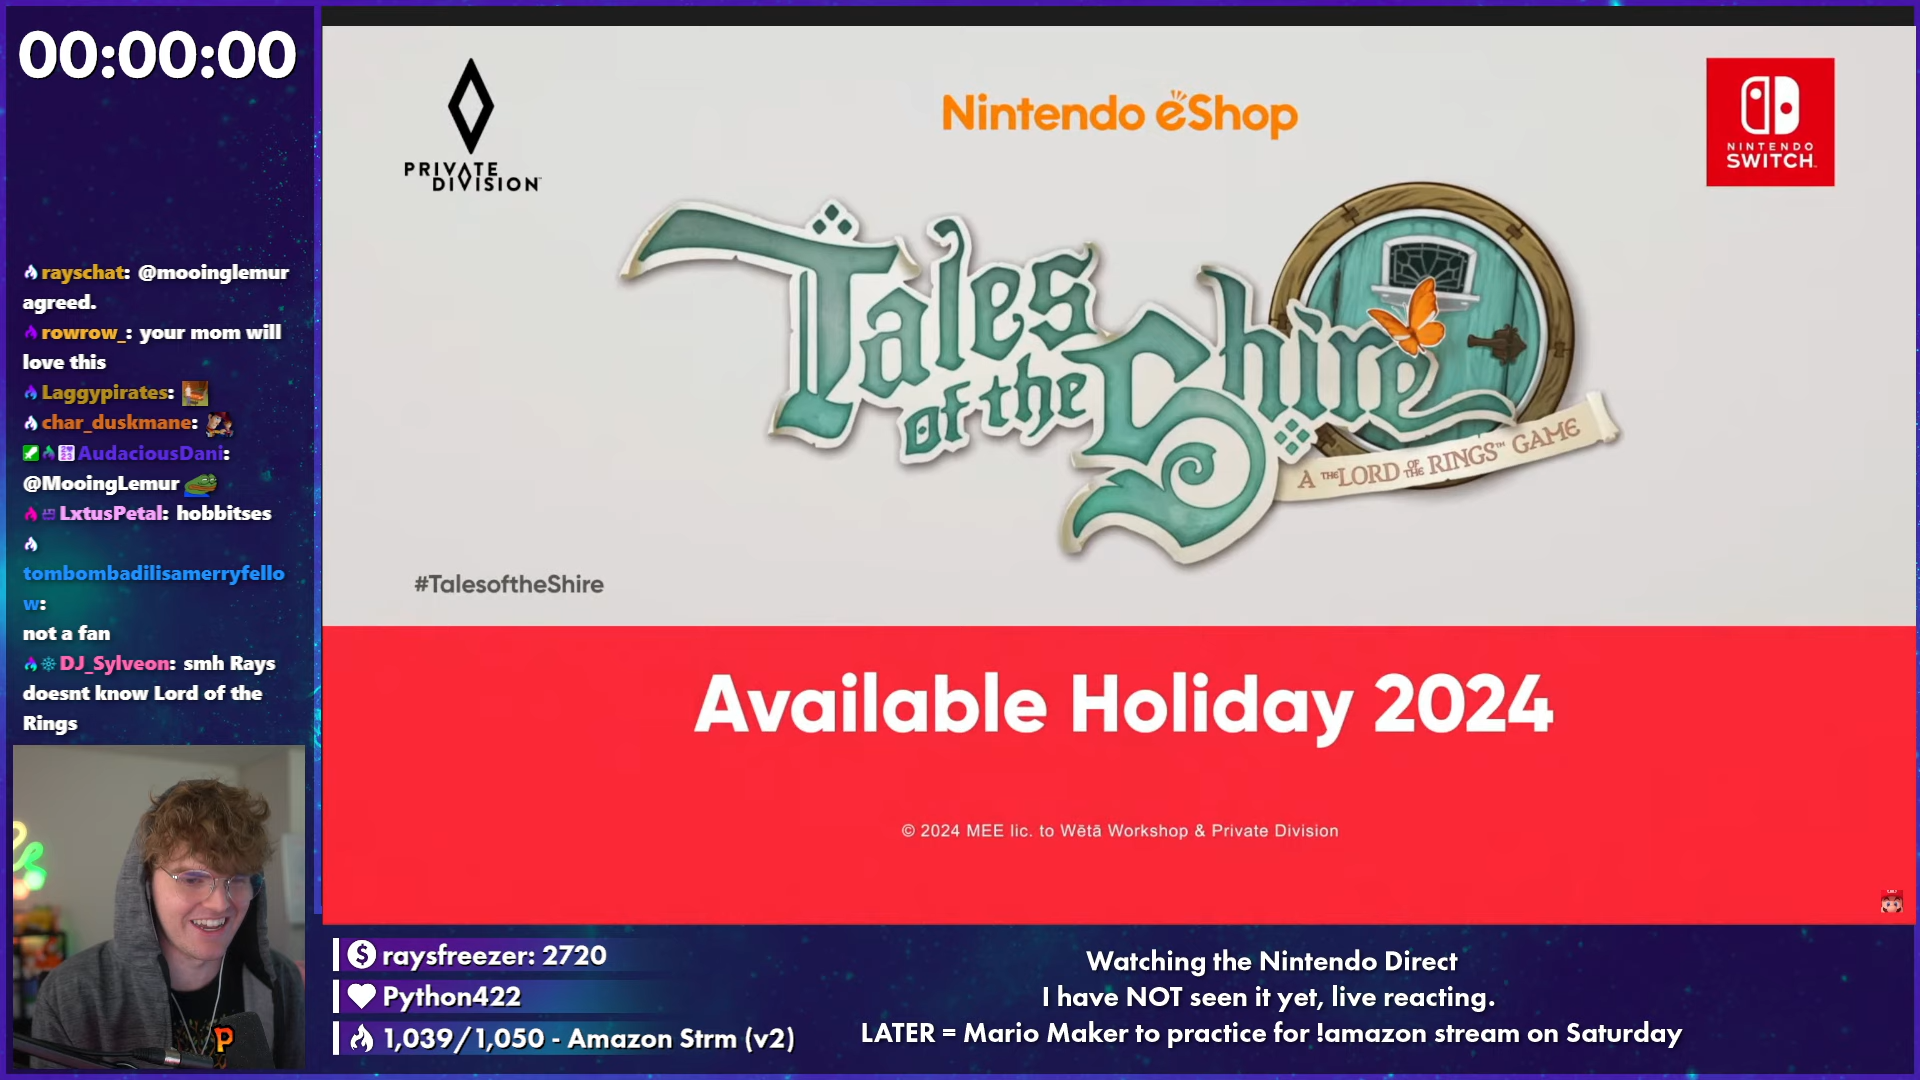 00:00:00
rayschat: @mooinglemur
agreed.
rowrow_: your mom will
love this
Laggypirates:
char_duskmane:
AudaciousDani:
@MooingLemur
LxtusPetal: hobbitses
tombombadilisamerryfello
w:
not a fan
DJ_Sylveon: smh Rays
doesnt know Lord of the
Rings
PRIVATE
DIVISION
Nintendo eShop
NINTENDO
SWITCH
Tales
of the Shire
A THE LORD OF THE RINGS™ GAME
#TalesoftheShire
Available Holiday 2024
© 2024 MEE lic. to Wētā Workshop & Private Division
raysfreezer: 2720
Python422
1,039/1,050 - Amazon Strm (v2)
Watching the Nintendo Direct
I have NOT seen it yet, live reacting.
LATER = Mario Maker to practice for !amazon stream on Saturday